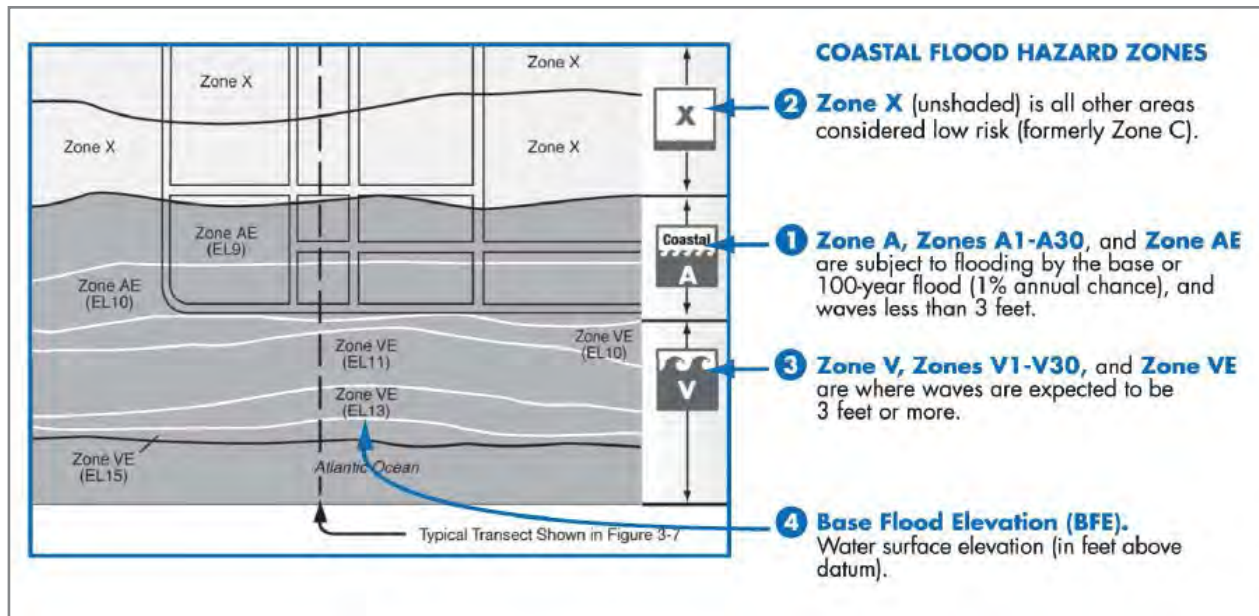 COASTAL FLOOD HAZARD ZONES
Zone X
Zone X
Zone X
Zone X
X
2 Zone X (unshaded) is all other areas
considered low risk (formerly Zone C).
Zone AE
(EL9)
Zone AE
(EL10)
Coastal
A
1 Zone A, Zones A1-A30, and Zone AE
are subject to flooding by the base or
100-year flood (1% annual chance), and
waves less than 3 feet.
Zone VE
(EL10)
Zone VE
(EL11)
Zone VE
(EL13)
Zone VE
(EL15)
V
3 Zone V, Zones V1-V30, and Zone VE
are where waves are expected to be
3 feet or more.
Atlantic Ocean
Typical Transect Shown in Figure 3-7
4 Base Flood Elevation (BFE).
Water surface elevation (in feet above
datum).